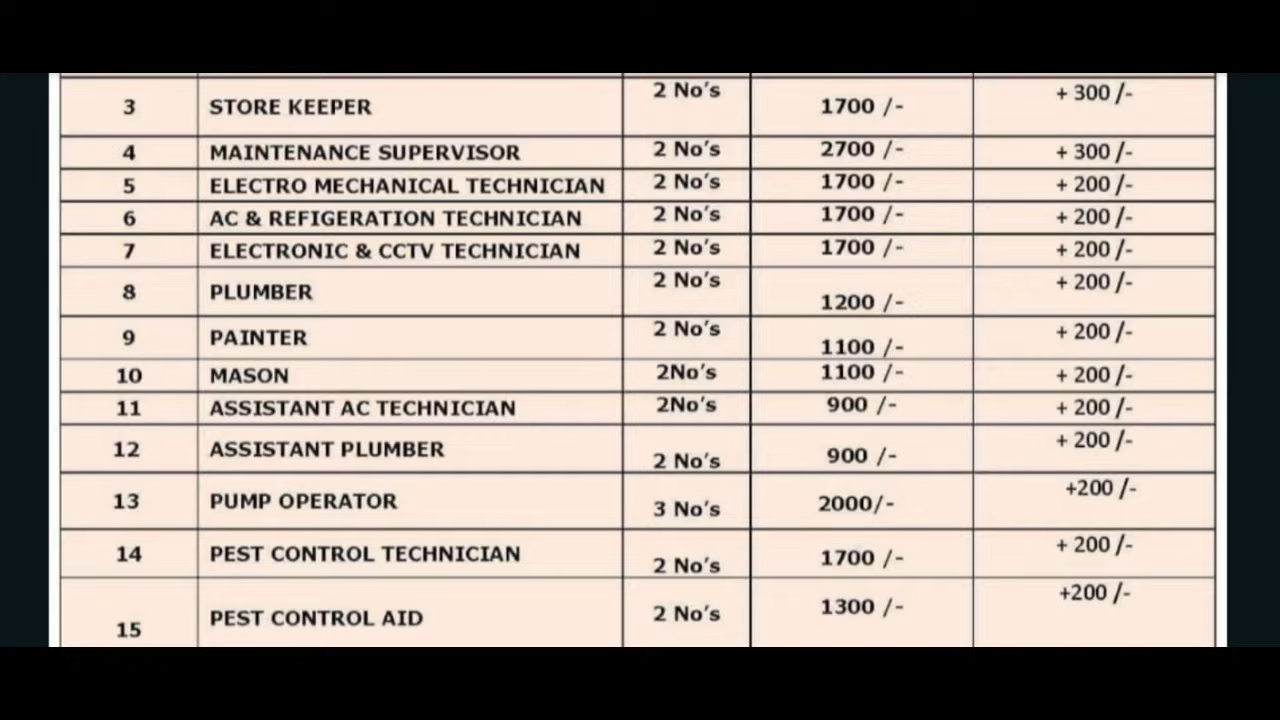 3 STORE KEEPER 2 No’s 1700 /- + 300 /-
4 MAINTENANCE SUPERVISOR 2 No’s 2700 /- + 300 /-
5 ELECTRO MECHANICAL TECHNICIAN 2 No’s 1700 /- + 200 /-
6 AC & REFIGERATION TECHNICIAN 2 No’s 1700 /- + 200 /-
7 ELECTRONIC & CCTV TECHNICIAN 2 No’s 1700 /- + 200 /-
8 PLUMBER 2 No’s 1200 /- + 200 /-
9 PAINTER 2 No’s 1100 /- + 200 /-
10 MASON 2No’s 1100 /- + 200 /-
11 ASSISTANT AC TECHNICIAN 2No’s 900 /- + 200 /-
12 ASSISTANT PLUMBER 2 No’s 900 /- + 200 /-
13 PUMP OPERATOR 3 No’s 2000/- +200 /-
14 PEST CONTROL TECHNICIAN 2 No’s 1700 /- + 200 /-
15 PEST CONTROL AID 2 No’s 1300 /- +200 /-